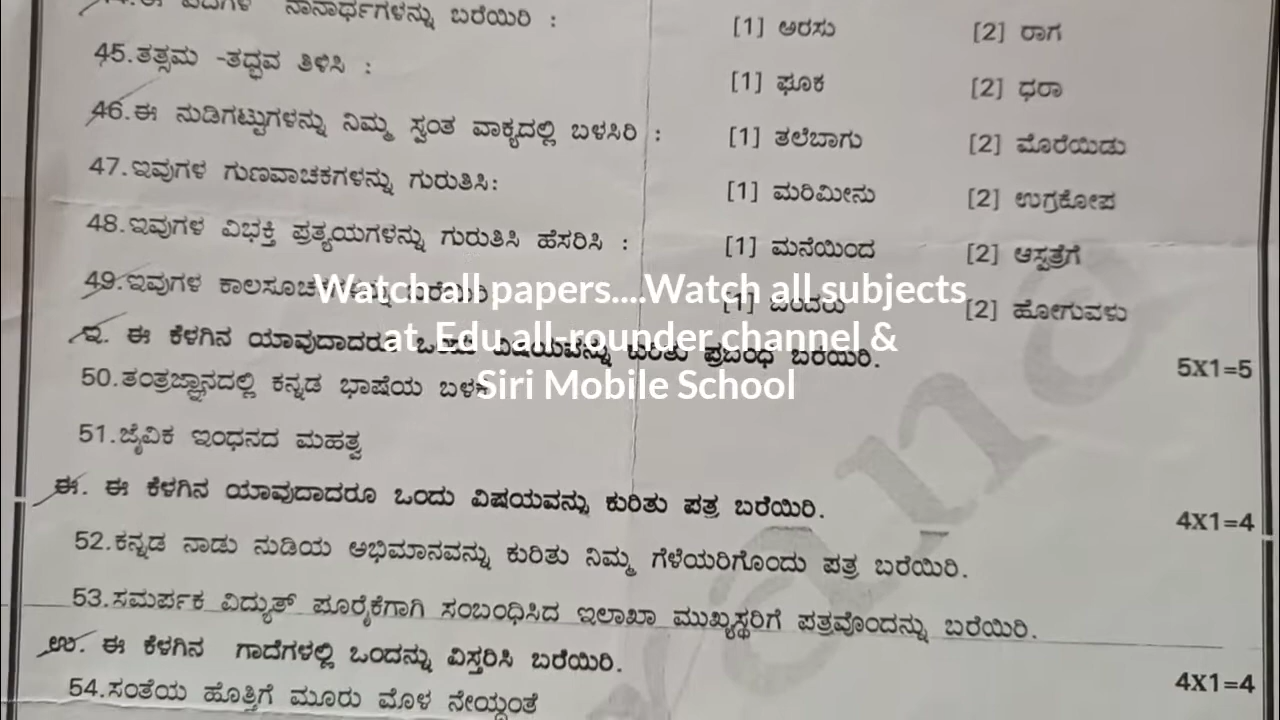 ನಾನಾರ್ಥಗಳನ್ನು ಬರೆಯಿರಿ : [1] ಅರಸು [2] ರಾಗ
45.ತತ್ಸಮ -ತದ್ಭವ ತಿಳಿಸಿ : [1] ಘೂಕ [2] ಧರಾ
46.ಈ ನುಡಿಗಟ್ಟುಗಳನ್ನು ನಿಮ್ಮ ಸ್ವಂತ ವಾಕ್ಯದಲ್ಲಿ ಬಳಸಿರಿ : [1] ತಲೆಬಾಗು [2] ಮೊರೆಯಿಡು
47.ಇವುಗಳ ಗುಣವಾಚಕಗಳನ್ನು ಗುರುತಿಸಿ: [1] ಮರಿಮೀನು [2] ಉಗ್ರಕೋಪ
48.ಇವುಗಳ ವಿಭಕ್ತಿ ಪ್ರತ್ಯಯಗಳನ್ನು ಗುರುತಿಸಿ ಹೆಸರಿಸಿ : [1] ಮನೆಯಿಂದ [2] ಆಸ್ಪತ್ರೆಗೆ
49.ಇವುಗಳ [1] ಬಂದರು [2] ಹೋಗುವಳು
Watch all papers....Watch all subjects
at Edu all-rounder channel &
Siri Mobile School
ಇ. ಈ ಕೆಳಗಿನ ಯಾವುದಾದರೂ ಒಂದು ವಿಷಯವನ್ನು ಕುರಿತು ಪ್ರಬಂಧ ಬರೆಯಿರಿ. 5X1=5
50.ತಂತ್ರಜ್ಞಾನದಲ್ಲಿ ಕನ್ನಡ ಭಾಷೆಯ
51.ಜೈವಿಕ ಇಂಧನದ ಮಹತ್ವ
ಈ. ಈ ಕೆಳಗಿನ ಯಾವುದಾದರೂ ಒಂದು ವಿಷಯವನ್ನು ಕುರಿತು ಪತ್ರ ಬರೆಯಿರಿ. 4X1=4
52.ಕನ್ನಡ ನಾಡು ನುಡಿಯ ಅಭಿಮಾನವನ್ನು ಕುರಿತು ನಿಮ್ಮ ಗೆಳೆಯರಿಗೊಂದು ಪತ್ರ ಬರೆಯಿರಿ.
53.ಸಮರ್ಪಕ ವಿದ್ಯುತ್ ಪೂರೈಕೆಗಾಗಿ ಸಂಬಂಧಿಸಿದ ಇಲಾಖಾ ಮುಖ್ಯಸ್ಥರಿಗೆ ಪತ್ರವೊಂದನ್ನು ಬರೆಯಿರಿ.
ಉ. ಈ ಕೆಳಗಿನ ಗಾದೆಗಳಲ್ಲಿ ಒಂದನ್ನು ವಿಸ್ತರಿಸಿ ಬರೆಯಿರಿ. 4X1=4
54.ಸಂತೆಯ ಹೊತ್ತಿಗೆ ಮೂರು ಮೊಳ ನೇಯ್ದಂತೆ